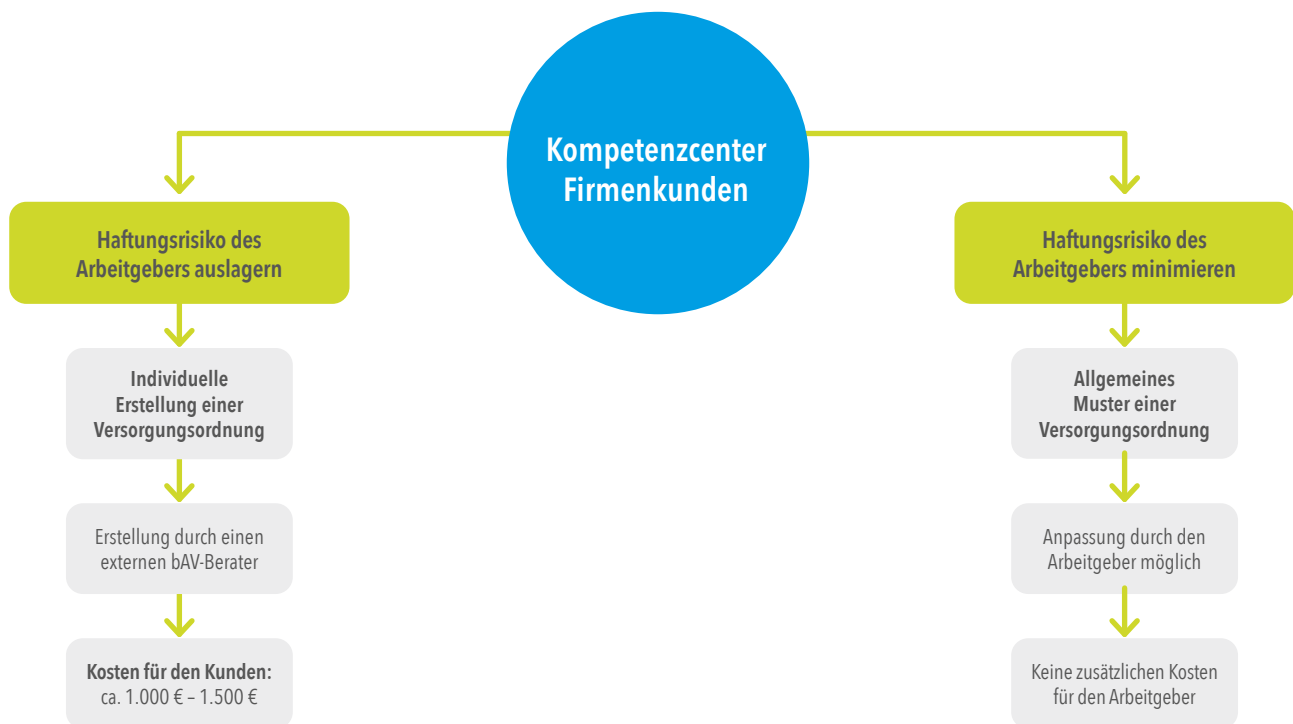 Kompetenzcenter
Firmenkunden
Haftungsrisiko des
Arbeitgebers auslagern
Individuelle
Erstellung einer
Versorgungsordnung
Erstellung durch einen
externen bAV-Berater
Kosten für den Kunden:
ca. 1.000 € – 1.500 €
Haftungsrisiko des
Arbeitgebers minimieren
Allgemeines
Muster einer
Versorgungsordnung
Anpassung durch den
Arbeitgeber möglich
Keine zusätzlichen Kosten
für den Arbeitgeber